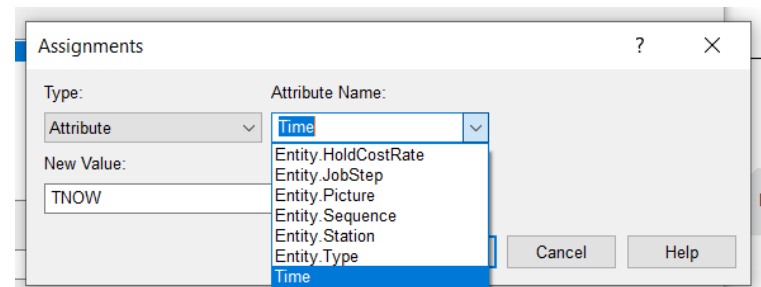 Assignments ?
Type: Attribute Name:
Attribute Time
New Value: Entity.HoldCostRate
Entity.JobStep
TNOW Entity.Picture
Entity.Sequence
Entity.Station
Entity.Type Cancel Help
Time